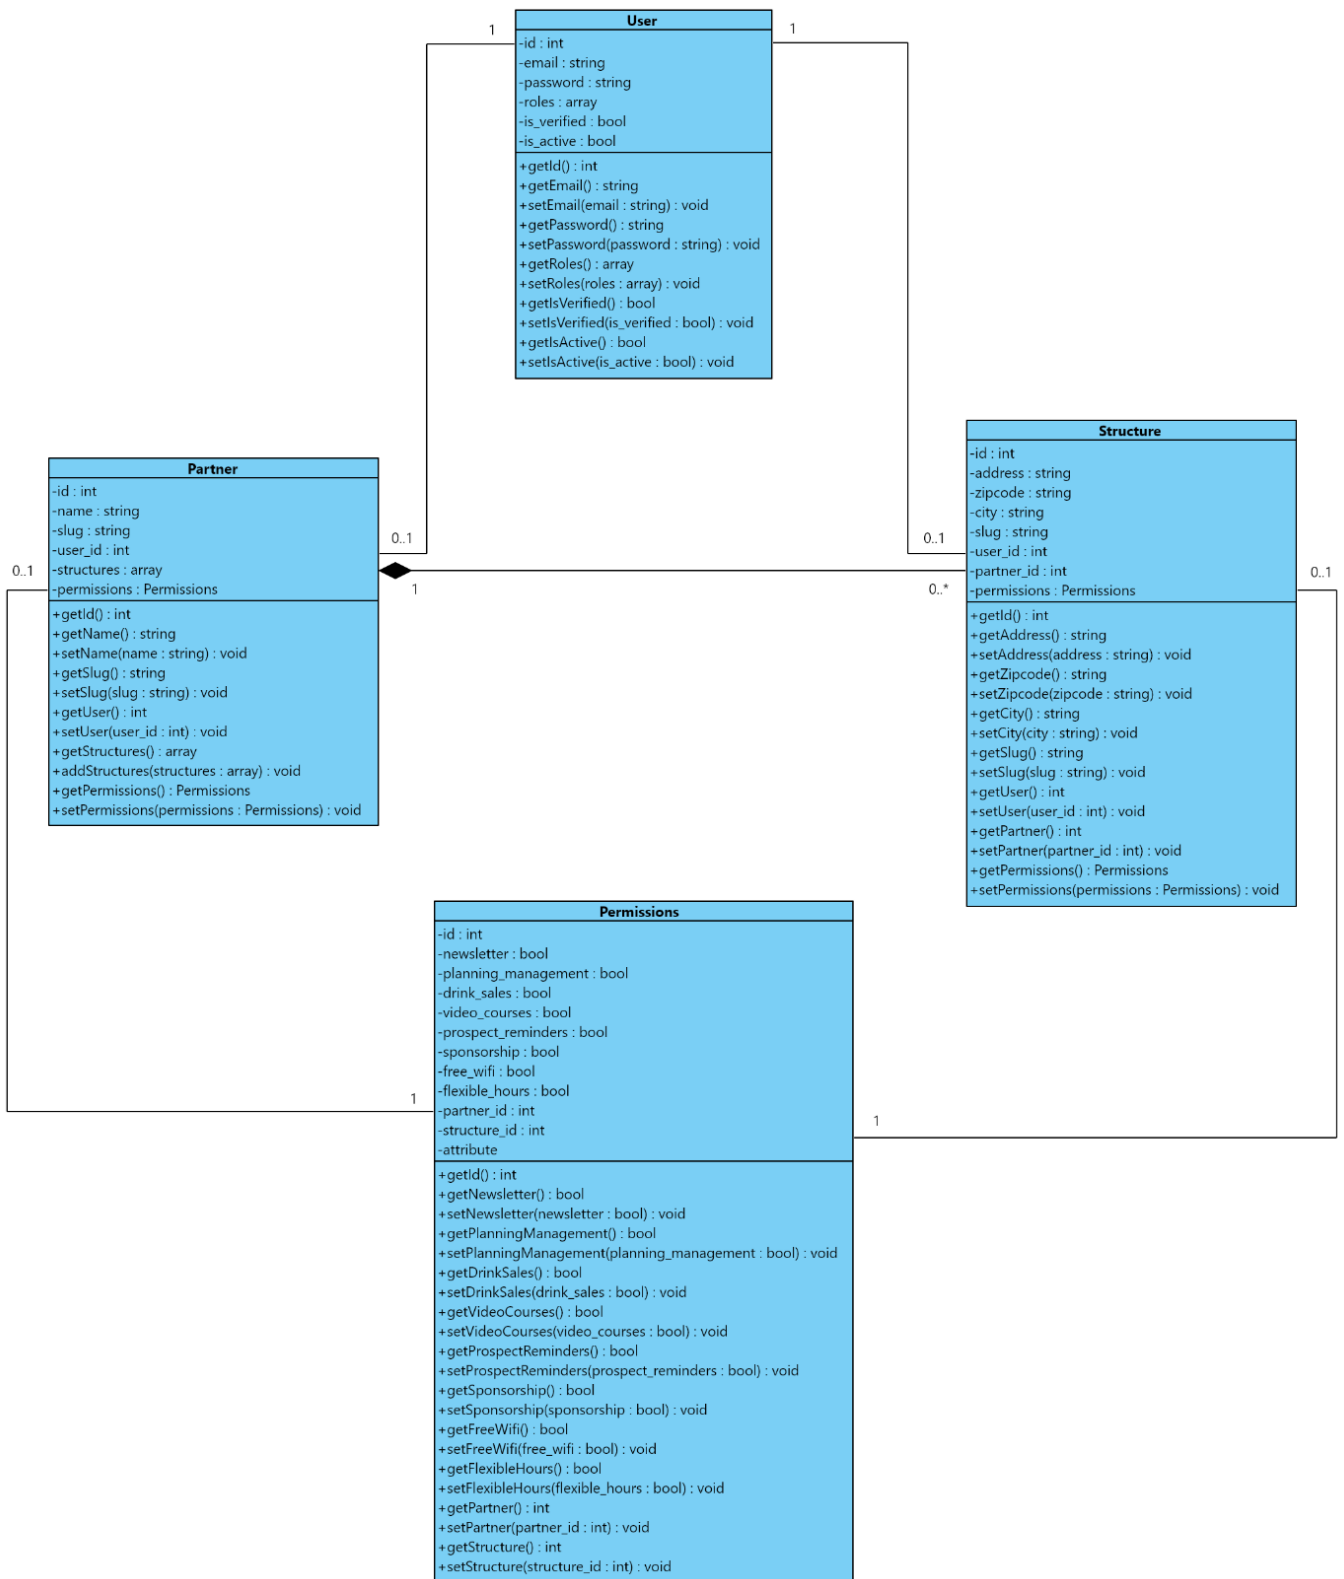 User
-id : int
-email : string
-password : string
-roles : array
-is_verified : bool
-is_active : bool
+getId() : int
+getEmail() : string
+setEmail(email : string) : void
+getPassword() : string
+setPassword(password : string) : void
+getRoles() : array
+setRoles(roles : array) : void
+getIsVerified() : bool
+setIsVerified(is_verified : bool) : void
+getIsActive() : bool
+setIsActive(is_active : bool) : void
1
1
Partner
-id : int
-name : string
-slug : string
-user_id : int
-structures : array
-permissions : Permissions
+getId() : int
+getName() : string
+setName(name : string) : void
+getSlug() : string
+setSlug(slug : string) : void
+getUser() : int
+setUser(user_id : int) : void
+getStructures() : array
+addStructures(structures : array) : void
+getPermissions() : Permissions
+setPermissions(permissions : Permissions) : void
0..1
0..1
1
0..1
0..*
0..1
Structure
-id : int
-address : string
-zipcode : string
-city : string
-slug : string
-user_id : int
-partner_id : int
-permissions : Permissions
+getId() : int
+getAddress() : string
+setAddress(address : string) : void
+getZipcode() : string
+setZipcode(zipcode : string) : void
+getCity() : string
+setCity(city : string) : void
+getSlug() : string
+setSlug(slug : string) : void
+getUser() : int
+setUser(user_id : int) : void
+getPartner() : int
+setPartner(partner_id : int) : void
+getPermissions() : Permissions
+setPermissions(permissions : Permissions) : void
Permissions
-id : int
-newsletter : bool
-planning_management : bool
-drink_sales : bool
-video_courses : bool
-prospect_reminders : bool
-sponsorship : bool
-free_wifi : bool
-flexible_hours : bool
-partner_id : int
-structure_id : int
-attribute
+getId() : int
+getNewsletter() : bool
+setNewsletter(newsletter : bool) : void
+getPlanningManagement() : bool
+setPlanningManagement(planning_management : bool) : void
+getDrinkSales() : bool
+setDrinkSales(drink_sales : bool) : void
+getVideoCourses() : bool
+setVideoCourses(video_courses : bool) : void
+getProspectReminders() : bool
+setProspectReminders(prospect_reminders : bool) : void
+getSponsorship() : bool
+setSponsorship(sponsorship : bool) : void
+getFreeWifi() : bool
+setFreeWifi(free_wifi : bool) : void
+getFlexibleHours() : bool
+setFlexibleHours(flexible_hours : bool) : void
+getPartner() : int
+setPartner(partner_id : int) : void
+getStructure() : int
+setStructure(structure_id : int) : void
1
1